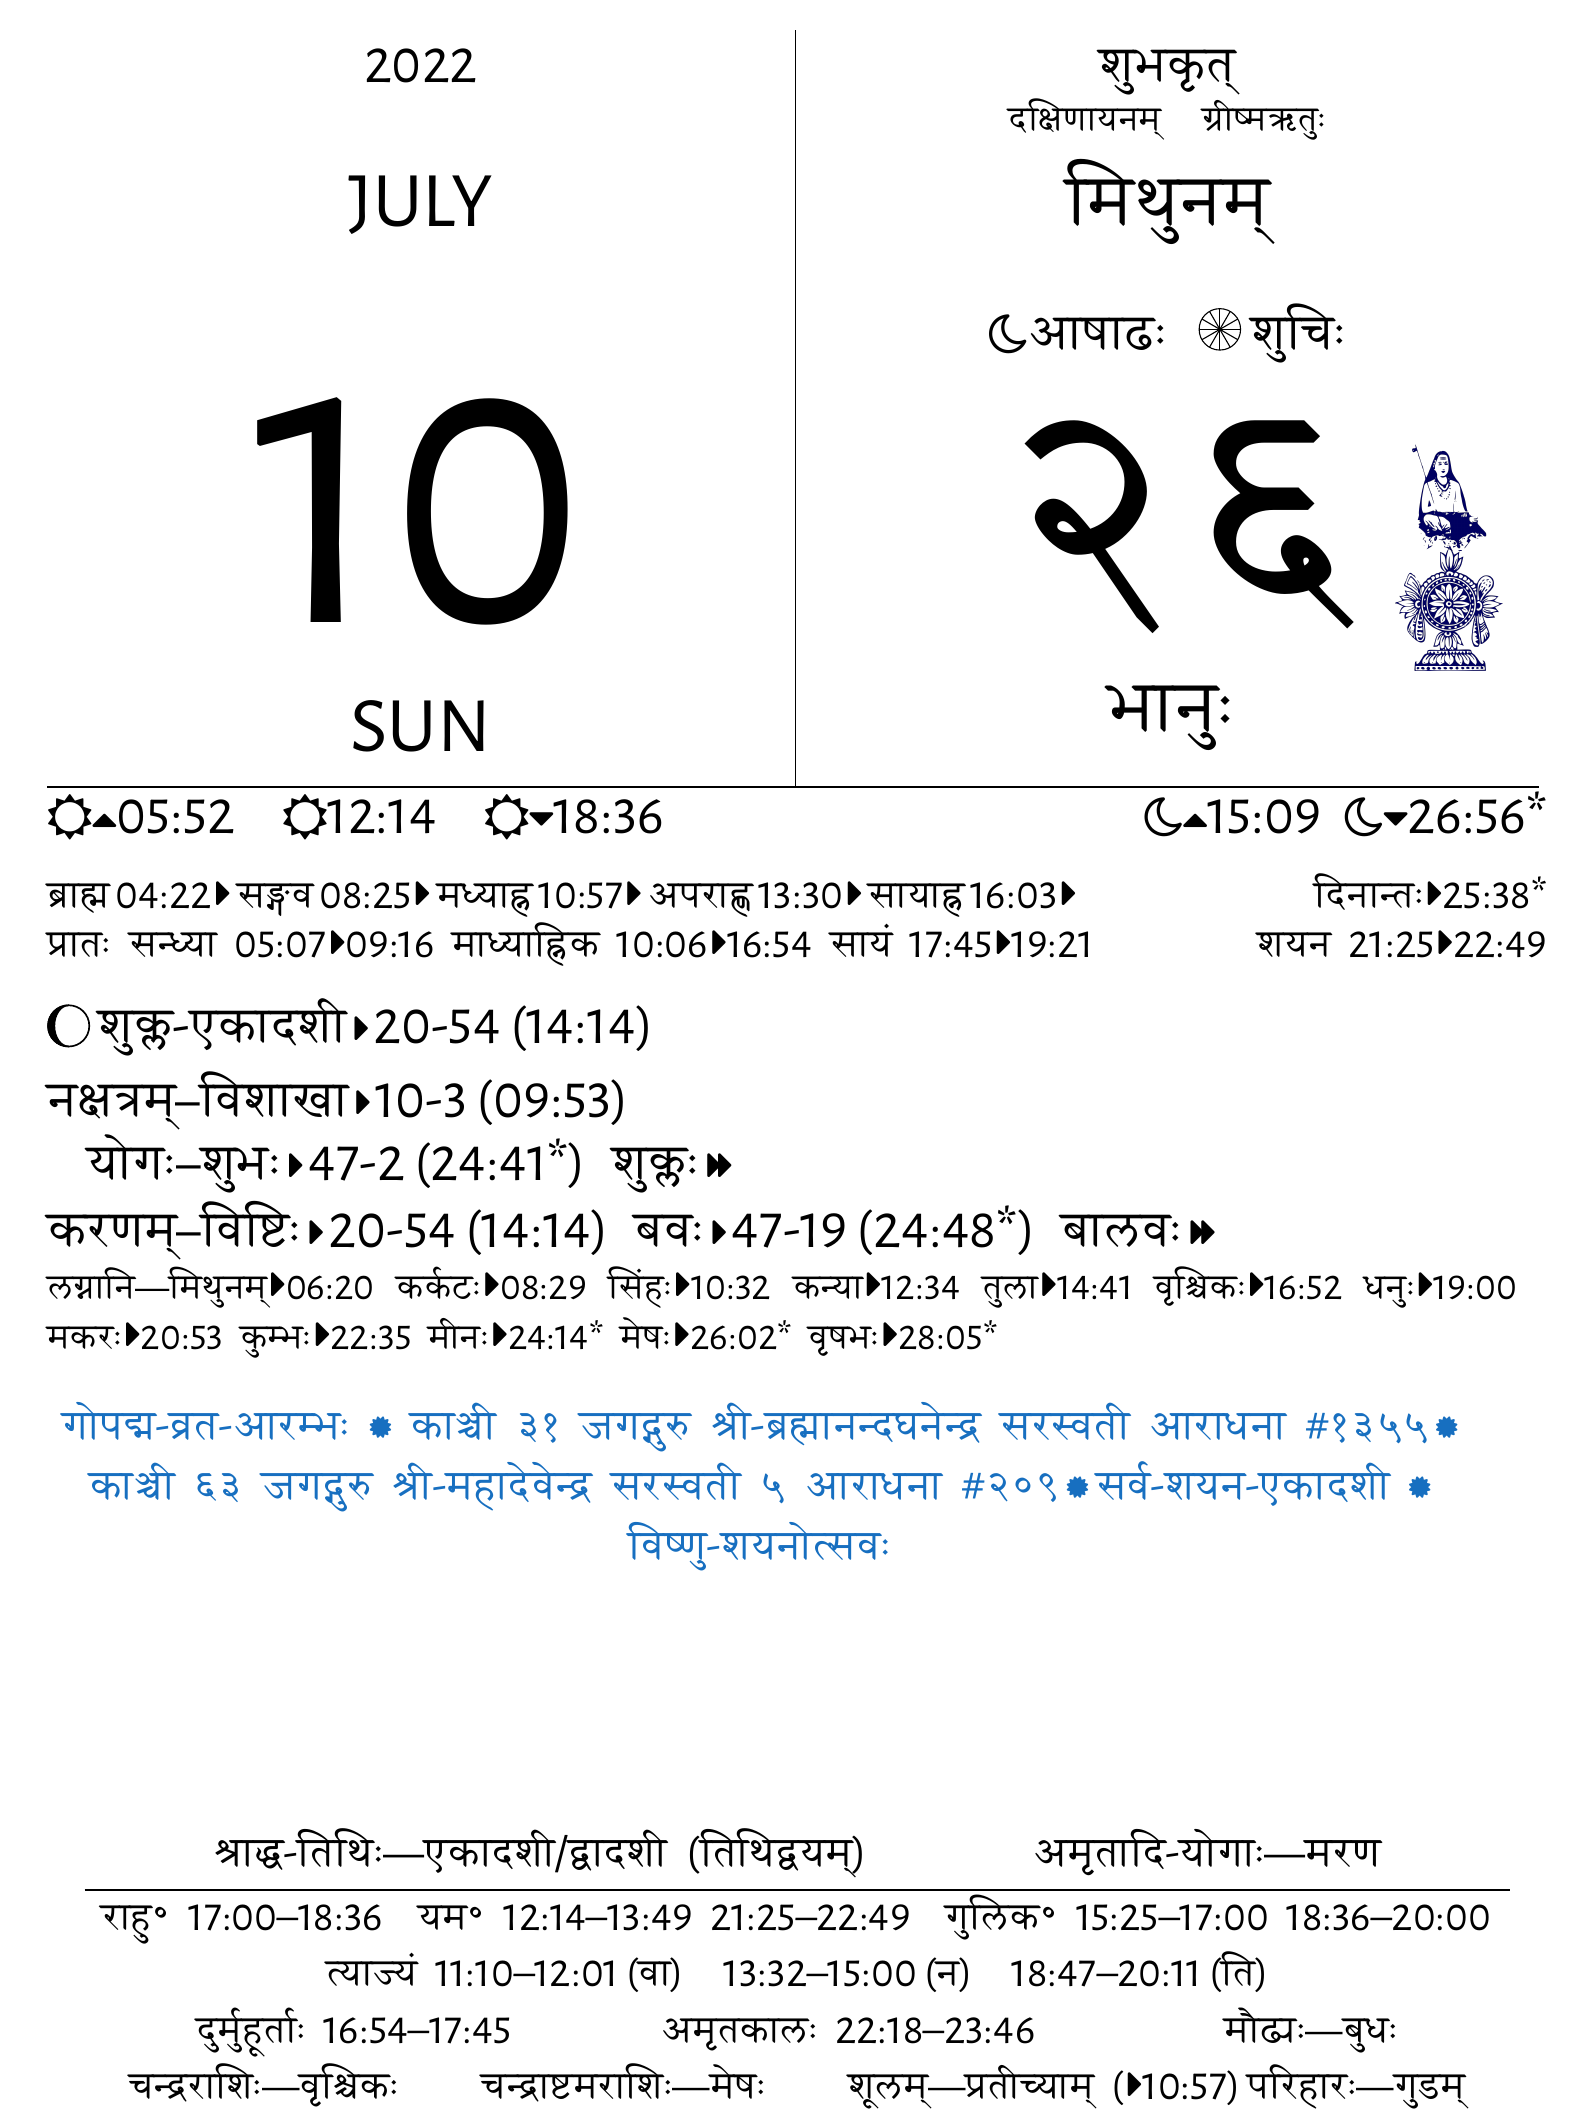 2022
JULY
10
SUN
शुभकृत्
दक्षिणायनम् ग्रीष्मऋतुः
मिथुनम्
आषाढः शुचिः
२६
भानुः
05:52 12:14 18:36 15:09 26:56*
ब्राह्म 04:22 सङ्गव 08:25 मध्याह्न 10:57 अपराह्ण 13:30 सायाह्न 16:03 दिनान्तः 25:38*
प्रातः सन्ध्या 05:07 09:16 माध्याह्निक 10:06 16:54 सायं 17:45 19:21 शयन 21:25 22:49
शुक्ल-एकादशी 20-54 (14:14)
नक्षत्रम्–विशाखा 10-3 (09:53)
योगः–शुभः 47-2 (24:41*) शुक्लः
करणम्–विष्टिः 20-54 (14:14) बवः 47-19 (24:48*) बालवः
लग्नानि—मिथुनम् 06:20 कर्कटः 08:29 सिंहः 10:32 कन्या 12:34 तुला 14:41 वृश्चिकः 16:52 धनुः 19:00
मकरः 20:53 कुम्भः 22:35 मीनः 24:14* मेषः 26:02* वृषभः 28:05*
गोपद्म-व्रत-आरम्भः काञ्ची ३१ जगद्गुरु श्री-ब्रह्मानन्दघनेन्द्र सरस्वती आराधना #१३५५
काञ्ची ६३ जगद्गुरु श्री-महादेवेन्द्र सरस्वती ५ आराधना #२०९ सर्व-शयन-एकादशी
विष्णु-शयनोत्सवः
श्राद्ध-तिथिः—एकादशी/द्वादशी (तिथिद्वयम्) अमृतादि-योगाः—मरण
राहु° 17:00–18:36 यम° 12:14–13:49 21:25–22:49 गुलिक° 15:25–17:00 18:36–20:00
त्याज्यं 11:10–12:01 (वा) 13:32–15:00 (न) 18:47–20:11 (ति)
दुर्मुहूर्ताः 16:54–17:45 अमृतकालः 22:18–23:46 मौढ्यः—बुधः
चन्द्रराशिः—वृश्चिकः चन्द्राष्टमराशिः—मेषः शूलम्—प्रतीच्याम् (10:57) परिहारः—गुडम्